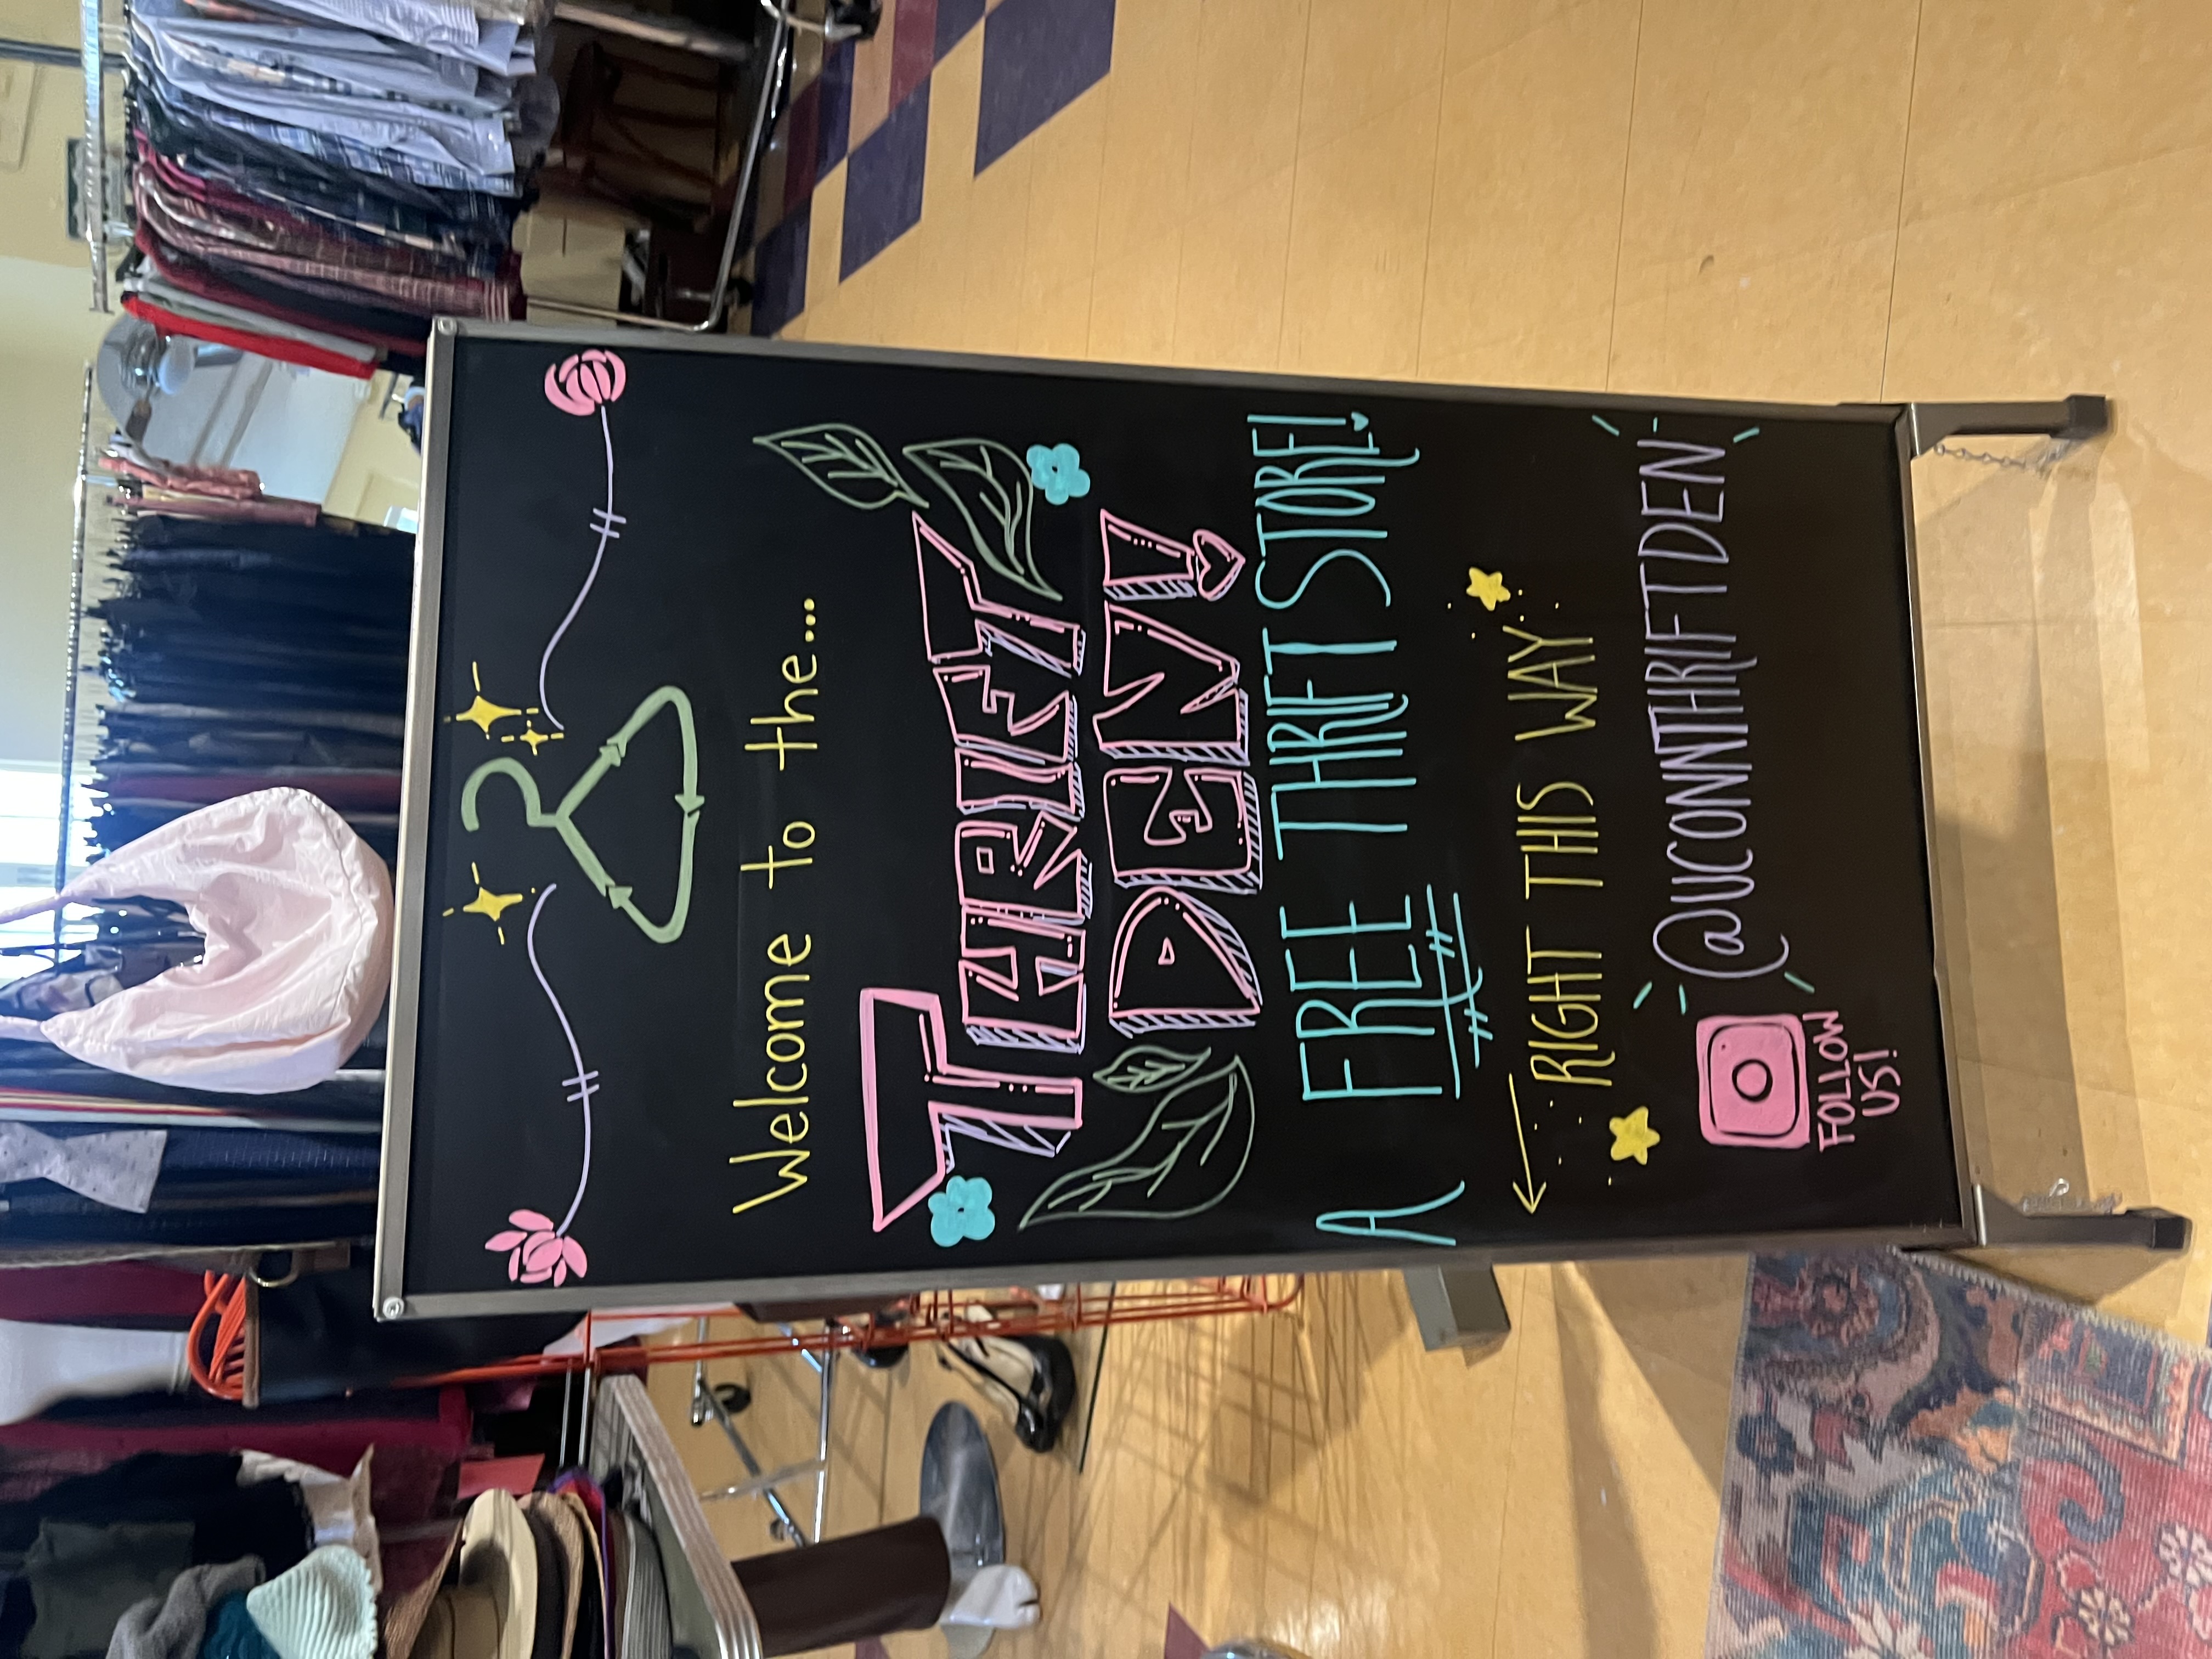 Welcome to the...
THRIFT
DEN!
A FREE THRIFT STORE!
RIGHT THIS WAY
@UCONNTHRIFTDEN
FOLLOW
US!